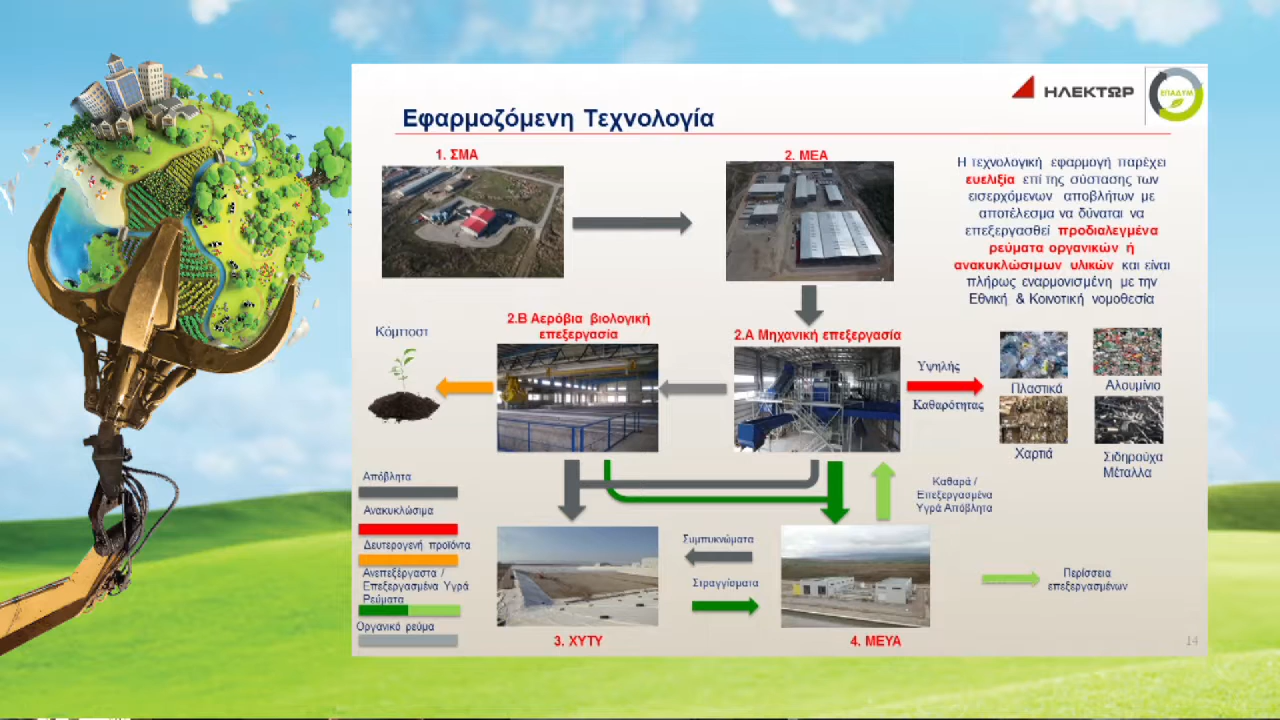 ΗΛΕΚΤΩΡ
ΕΠΑΔΥΜ
Εφαρμοζόμενη Τεχνολογία
1. ΣΜΑ
2. ΜΕΑ
Η τεχνολογική εφαρμογή παρέχει
ευελιξία επί της σύστασης των
εισερχόμενων αποβλήτων με
αποτέλεσμα να δύναται να
επεξεργασθεί προδιαλεγμένα
ρεύματα οργανικών ή
ανακυκλώσιμων υλικών και είναι
πλήρως εναρμονισμένη με την
Εθνική & Κοινοτική νομοθεσία
Κόμποστ
2.Β Αερόβια βιολογική
επεξεργασία
2.Α Μηχανική επεξεργασία
Υψηλής
Καθαρότητας
Πλαστικά
Αλουμίνιο
Χαρτιά
Σιδηρούχα
Μέταλλα
Απόβλητα
Ανακυκλώσιμα
Δευτερογενή προϊόντα
Ανεπεξέργαστα /
Επεξεργασμένα Υγρά
Ρεύματα
Οργανικό ρεύμα
Καθαρά /
Επεξεργασμένα
Υγρά Απόβλητα
Συμπυκνώματα
Στραγγίσματα
Περίσσεια
επεξεργασμένων
3. ΧΥΤΥ
4. ΜΕΥΑ
14